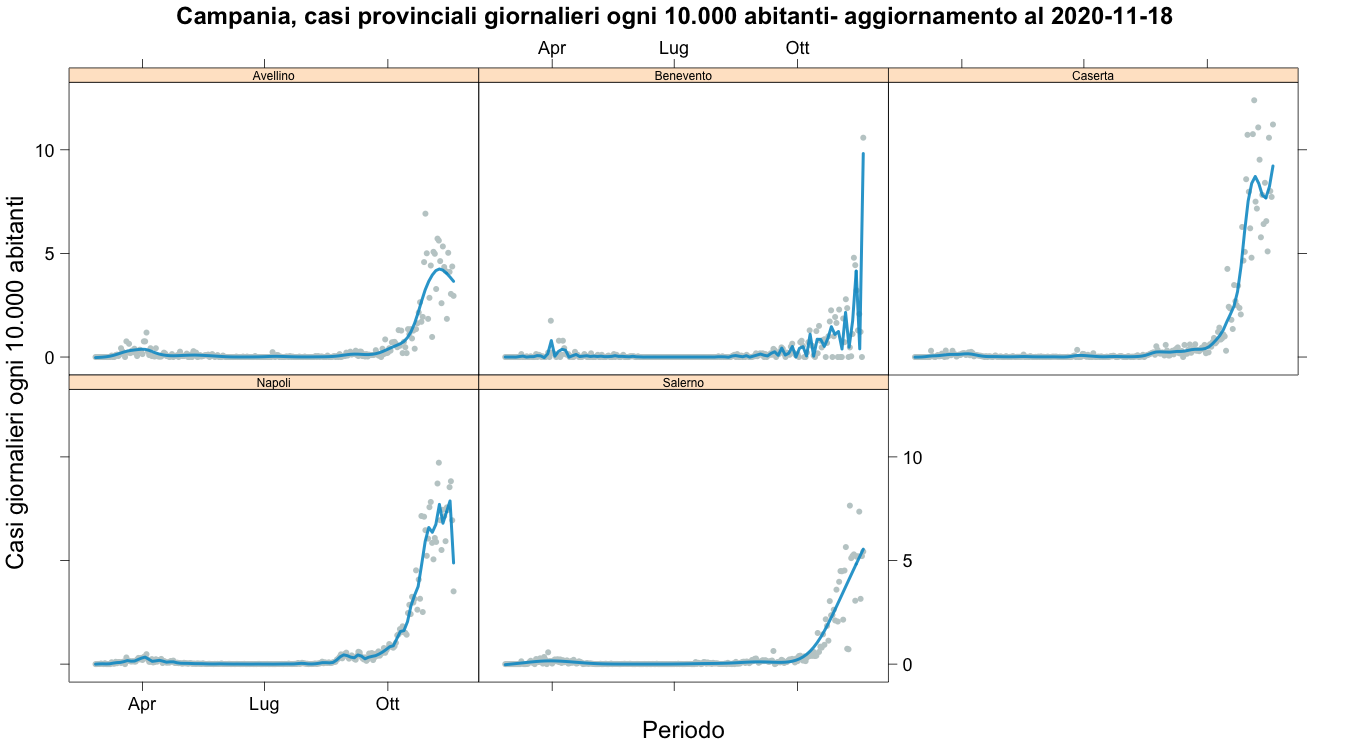 Campania, casi provinciali giornalieri ogni 10.000 abitanti- aggiornamento al 2020-11-18
Apr Lug Ott
Avellino Benevento Caserta
10
5
0
Casi giornalieri ogni 10.000 abitanti
Napoli Salerno
10
5
0
Apr Lug Ott
Periodo